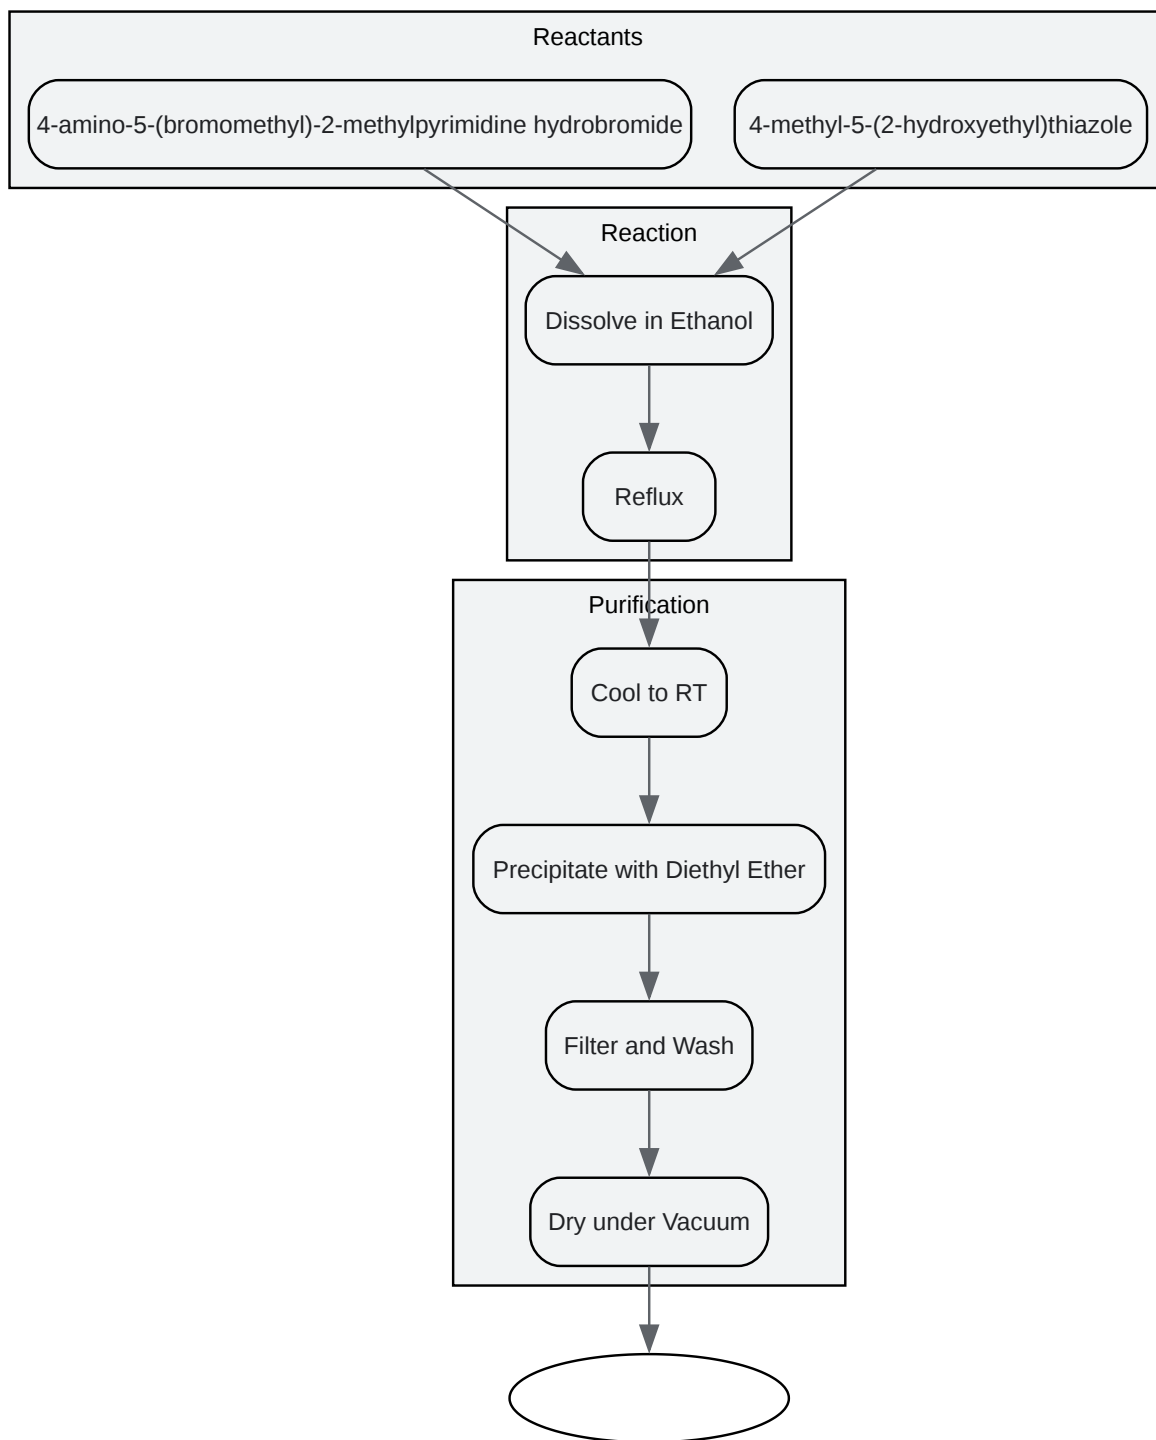 Reactants
4-amino-5-(bromomethyl)-2-methylpyrimidine hydrobromide
4-methyl-5-(2-hydroxyethyl)thiazole
Reaction
Dissolve in Ethanol
Reflux
Purification
Cool to RT
Precipitate with Diethyl Ether
Filter and Wash
Dry under Vacuum